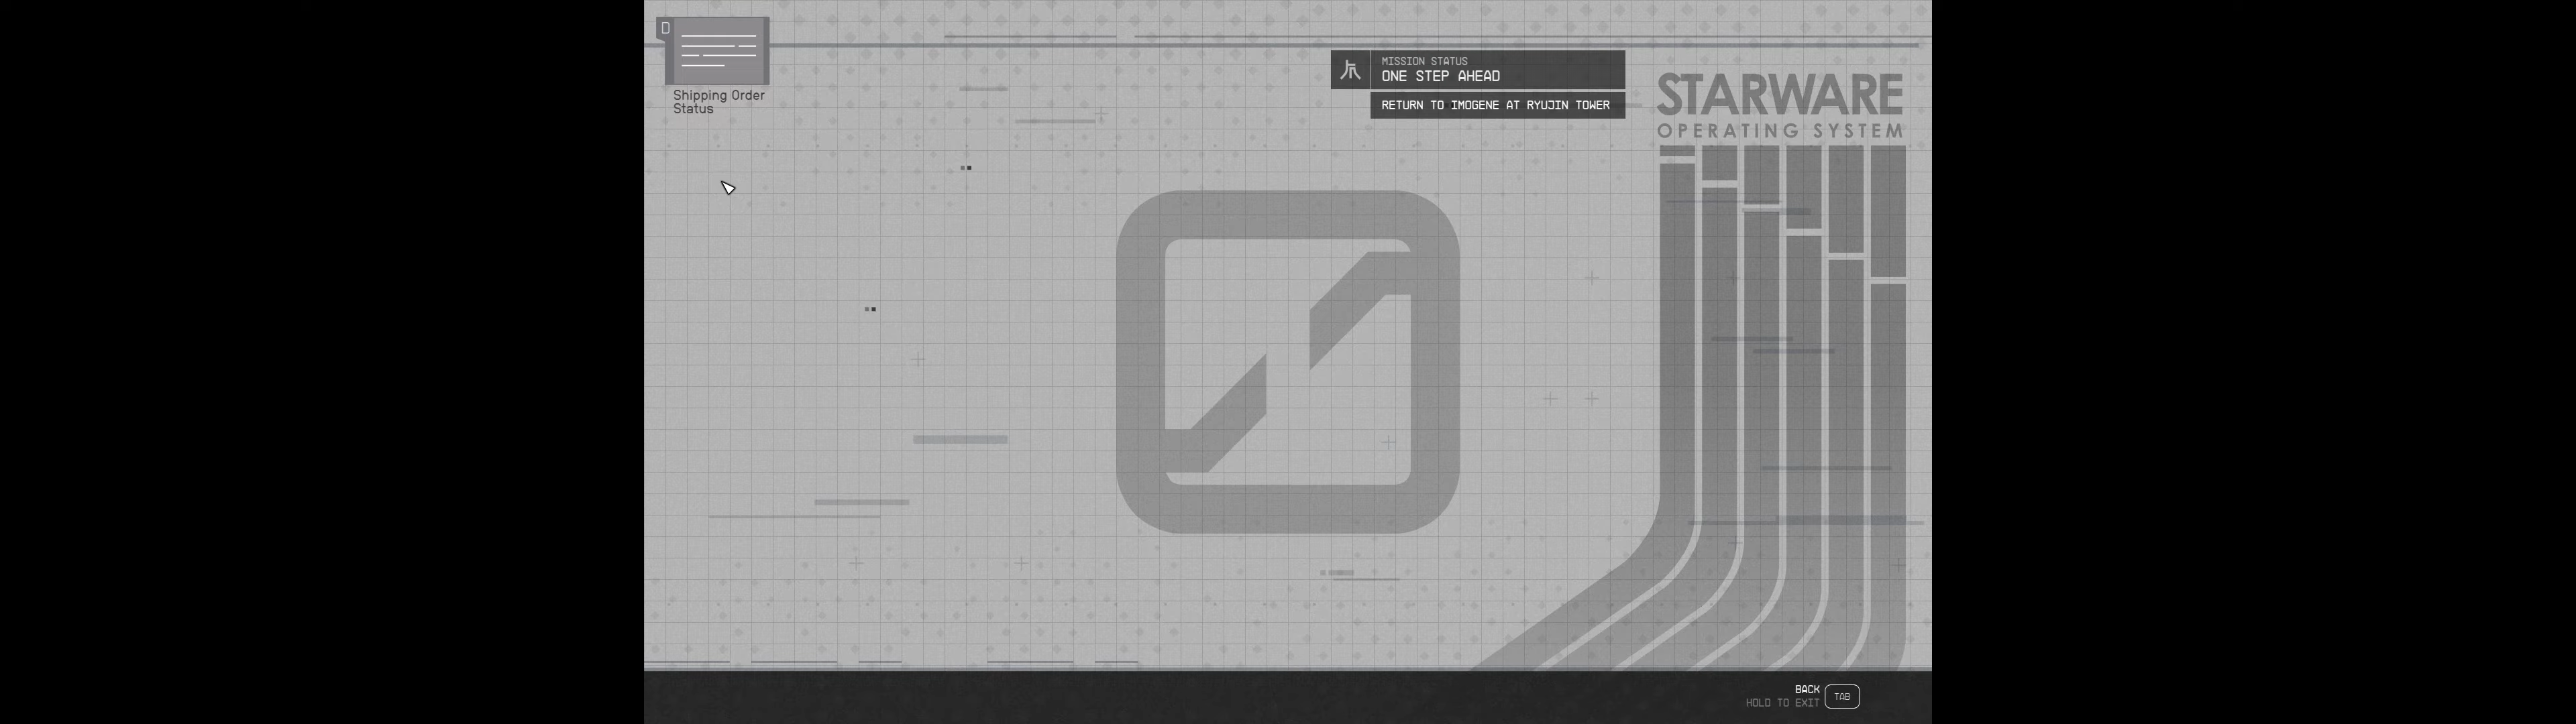 D
Shipping Order
Status
MISSION STATUS
ONE STEP AHEAD
RETURN TO IMOGENE AT RYUJIN TOWER
STARWARE
OPERATING SYSTEM
BACK
HOLD TO EXIT
TAB